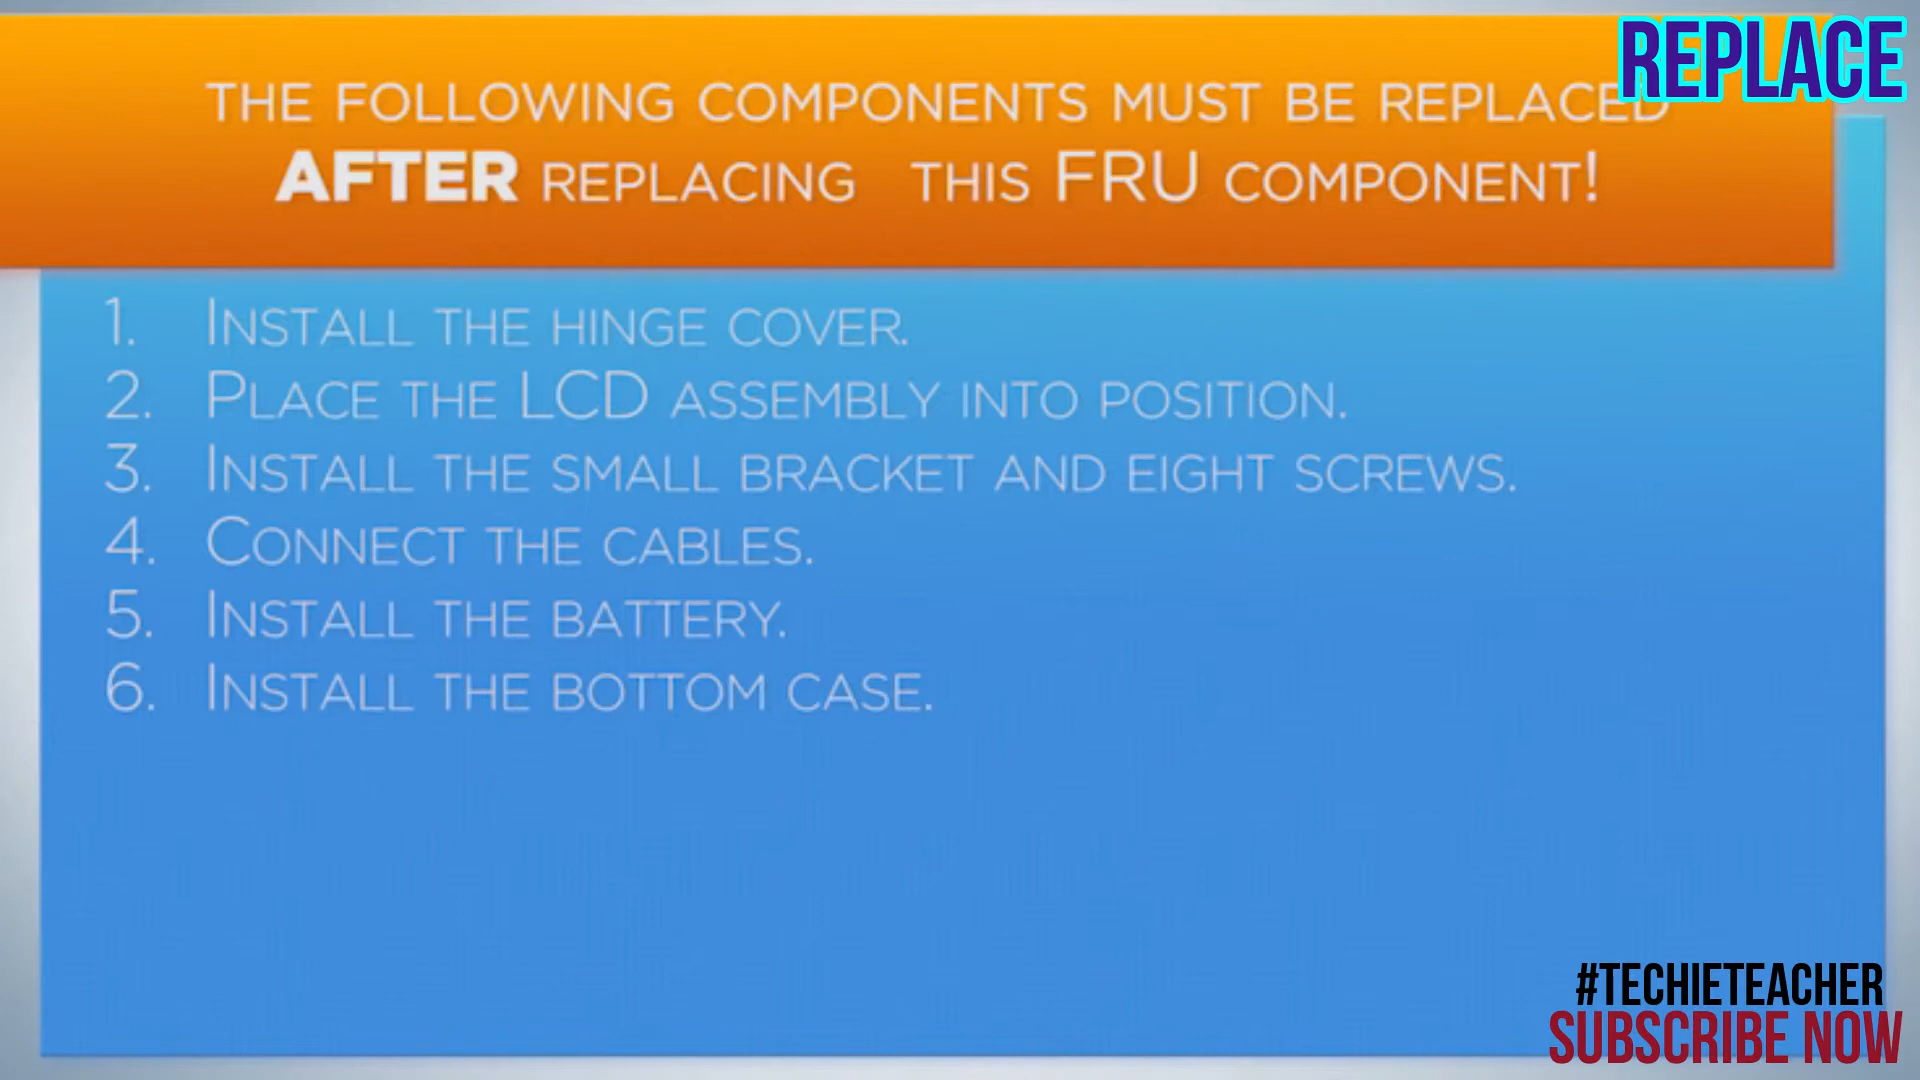 REPLACE
THE FOLLOWING COMPONENTS MUST BE REPLACED
AFTER REPLACING THIS FRU COMPONENT!
1. INSTALL THE HINGE COVER.
2. PLACE THE LCD ASSEMBLY INTO POSITION.
3. INSTALL THE SMALL BRACKET AND EIGHT SCREWS.
4. CONNECT THE CABLES.
5. INSTALL THE BATTERY.
6. INSTALL THE BOTTOM CASE.
#TECHIETEACHER
SUBSCRIBE NOW